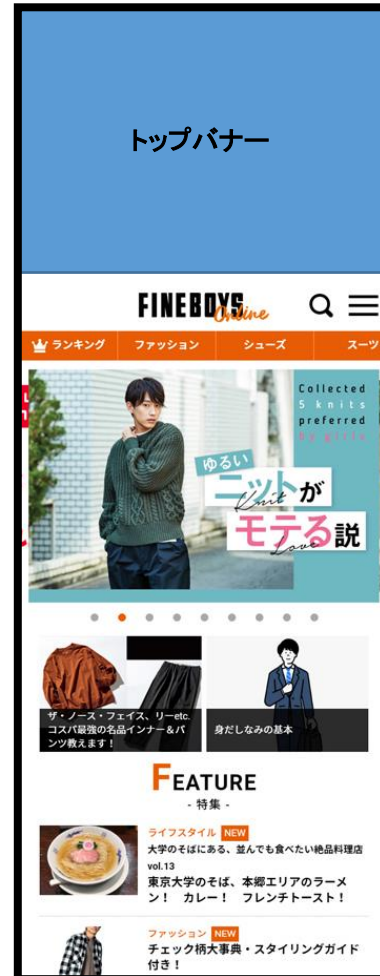 トップバナー
FINEBOYS
Online
ランキング ファッション シューズ スーツ
Collected
5 knits
preferred
by girls
ゆるい
ニットが
Knit
モテる説
Love
ザ・ノース・フェイス、リーetc.
コスパ最強の名品インナー＆パ
ンツ教えます！
身だしなみの基本
FEATURE
- 特集 -
ライフスタイル NEW
大学のそばにある、並んでも食べたい絶品料理店
vol.13
東京大学のそば、本郷エリアのラーメ
ン！ カレー！ フレンチトースト！
ファッション NEW
チェック柄大事典・スタイリングガイド
付き！